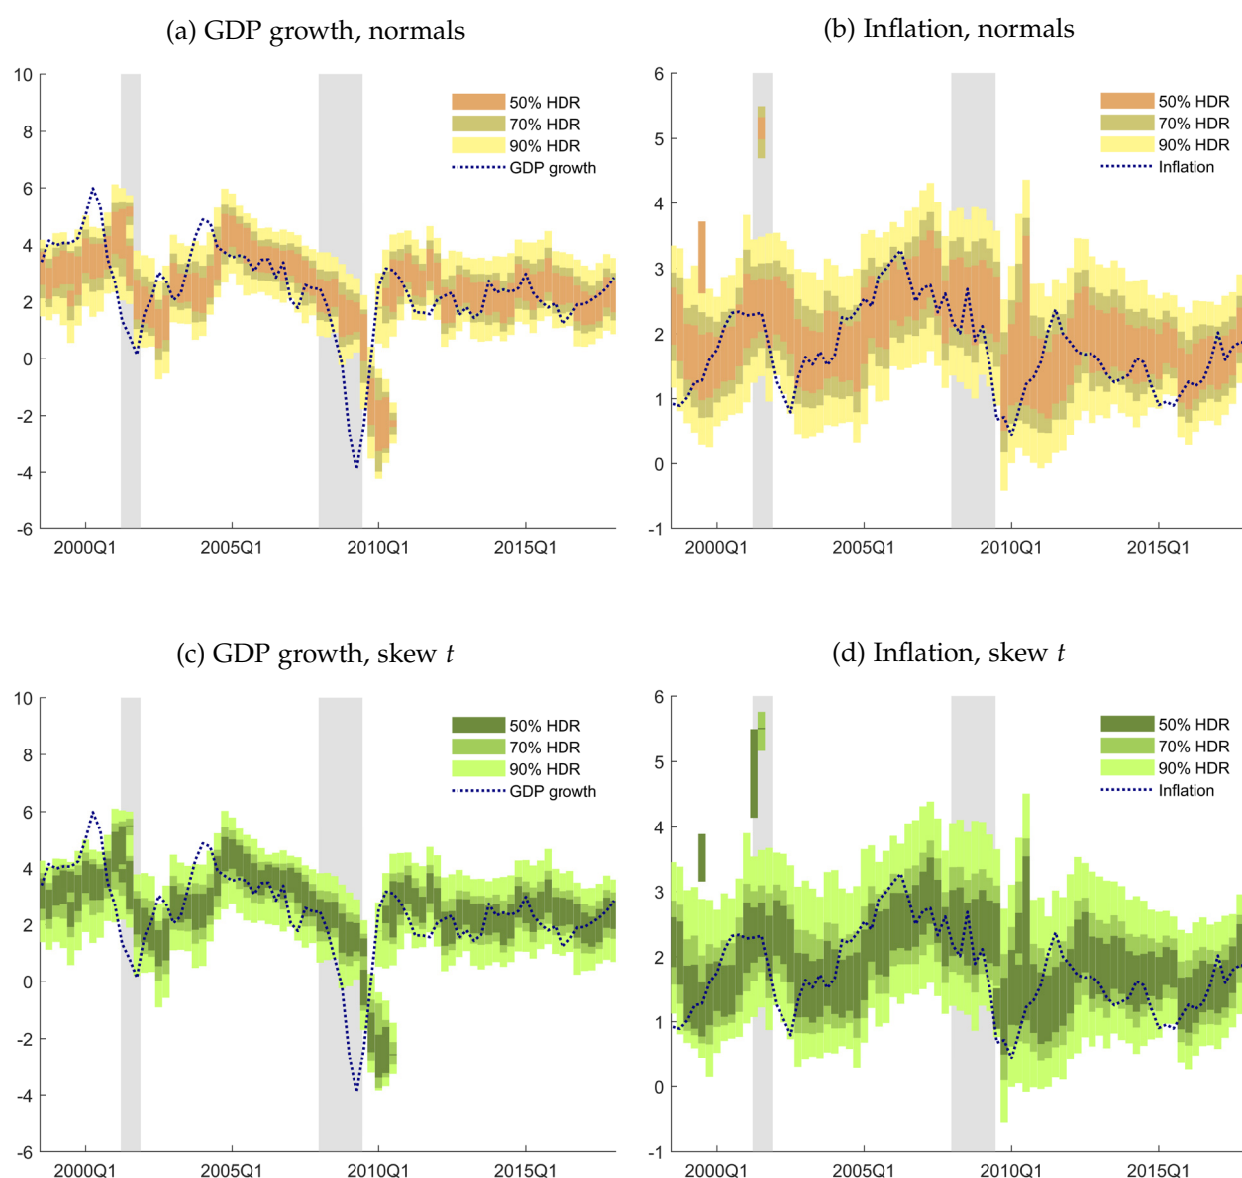 (a) GDP growth, normals
10
8
6
4
2
0
-2
-4
-6
2000Q1
2005Q1
2010Q1
2015Q1
50% HDR
70% HDR
90% HDR
GDP growth
(b) Inflation, normals
6
5
4
3
2
1
0
-1
2000Q1
2005Q1
2010Q1
2015Q1
50% HDR
70% HDR
90% HDR
Inflation
(c) GDP growth, skew t
10
8
6
4
2
0
-2
-4
-6
2000Q1
2005Q1
2010Q1
2015Q1
50% HDR
70% HDR
90% HDR
GDP growth
(d) Inflation, skew t
6
5
4
3
2
1
0
-1
2000Q1
2005Q1
2010Q1
2015Q1
50% HDR
70% HDR
90% HDR
Inflation